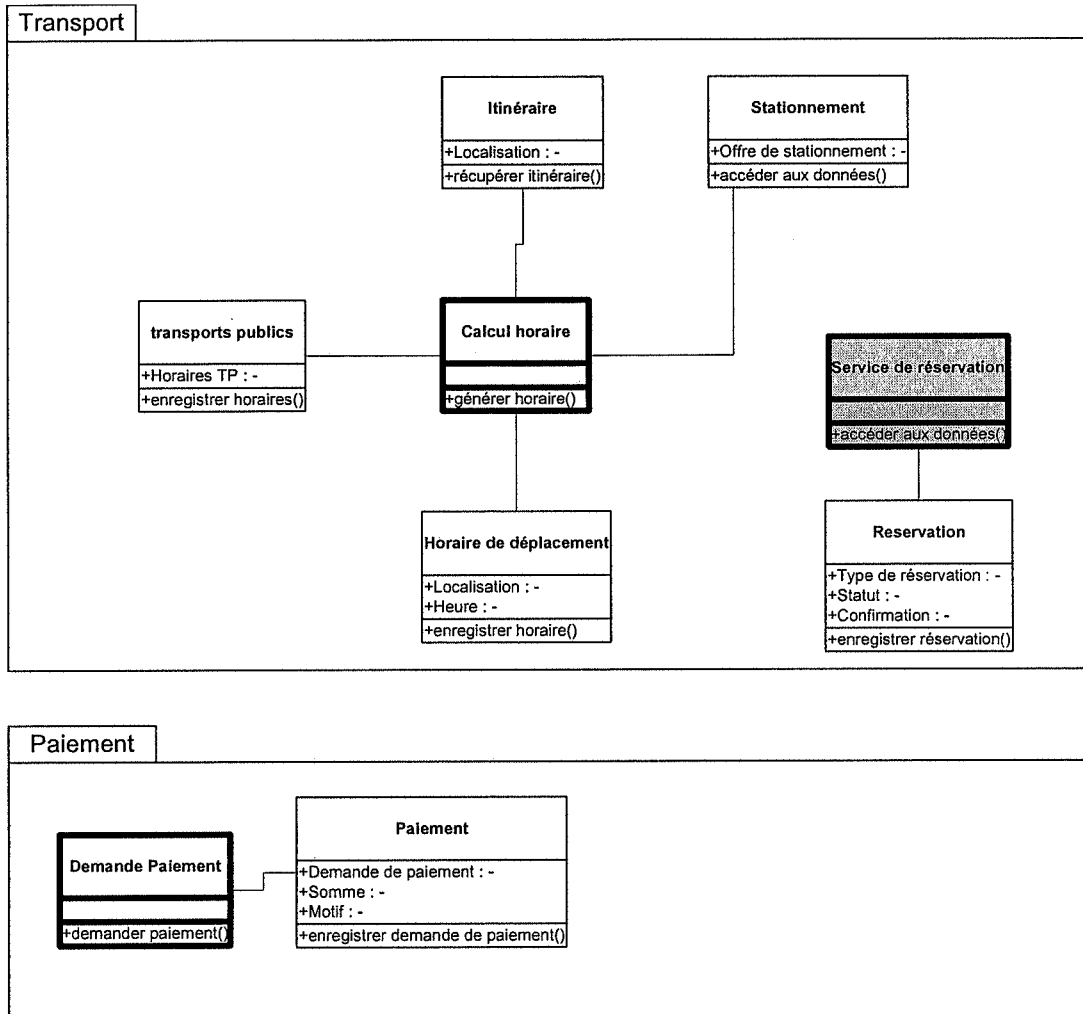 Transport
Itinéraire
+Localisation : -
+récupérer itinéraire()
Stationnement
+Offre de stationnement : -
+accéder aux données()
transports publics
+Horaires TP : -
+enregistrer horaires()
Calcul horaire
+générer horaire()
Service de réservation
+accéder aux données()
Horaire de déplacement
+Localisation : -
+Heure : -
+enregistrer horaire()
Reservation
+Type de réservation : -
+Statut : -
+Confirmation : -
+enregistrer réservation()
Paiement
Demande Paiement
+demander paiement()
Paiement
+Demande de paiement : -
+Somme : -
+Motif : -
+enregistrer demande de paiement()